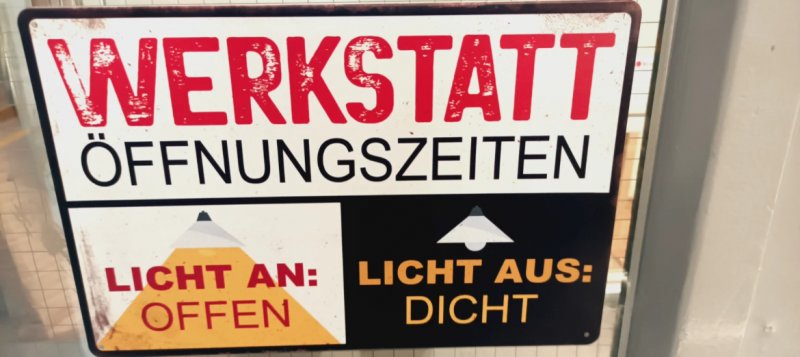 WERKSTATT
ÖFFNUNGSZEITEN
LICHT AN:
OFFEN
LICHT AUS:
DICHT